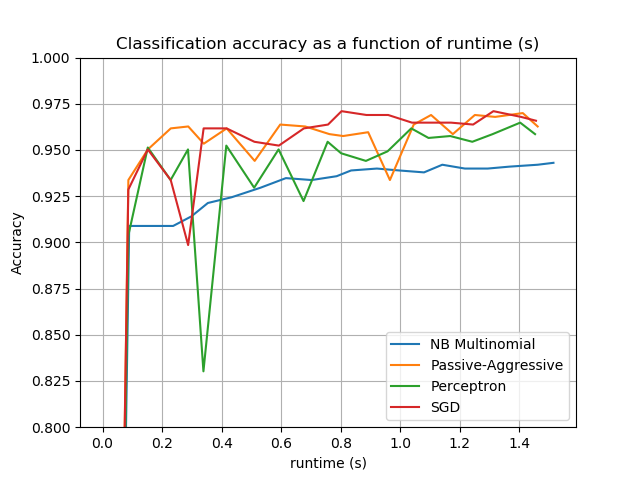 Classification accuracy as a function of runtime (s)
1.000
0.975
0.950
0.925
0.900
0.875
0.850
0.825
0.800
Accuracy
0.0 0.2 0.4 0.6 0.8 1.0 1.2 1.4
runtime (s)
NB Multinomial
Passive-Aggressive
Perceptron
SGD